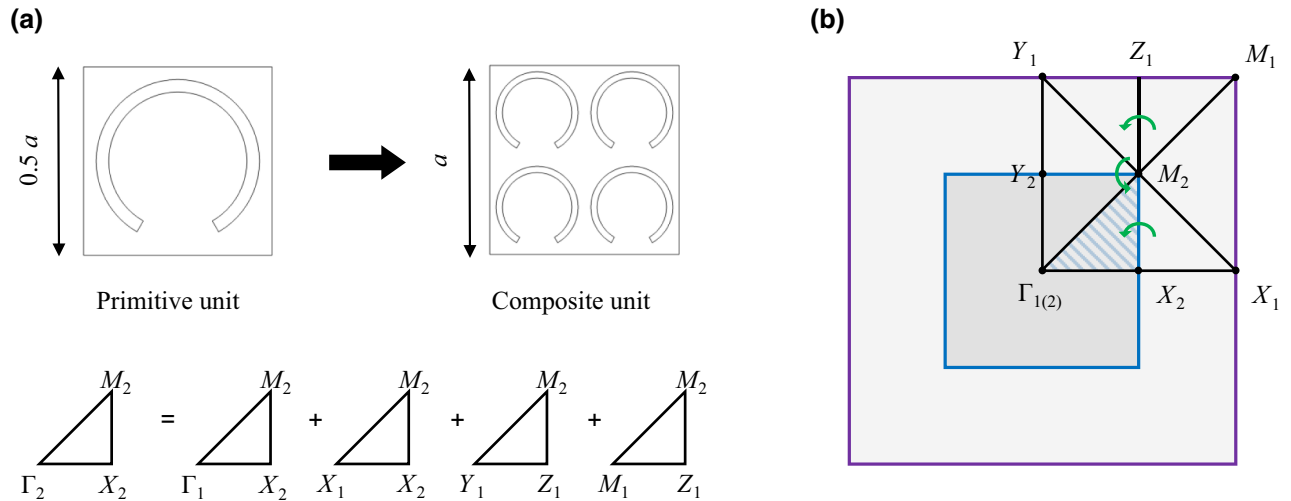 (a)
0.5 a
a
Primitive unit
Composite unit
M₂ M₂ M₂ M₂ M₂
= + + +
Γ₂ X₂ Γ₁ X₂ X₁ X₂ Y₁ Z₁ M₁ Z₁
(b)
Y₁ Z₁ M₁
Y₂ M₂
Γ₁₍₂₎ X₂ X₁